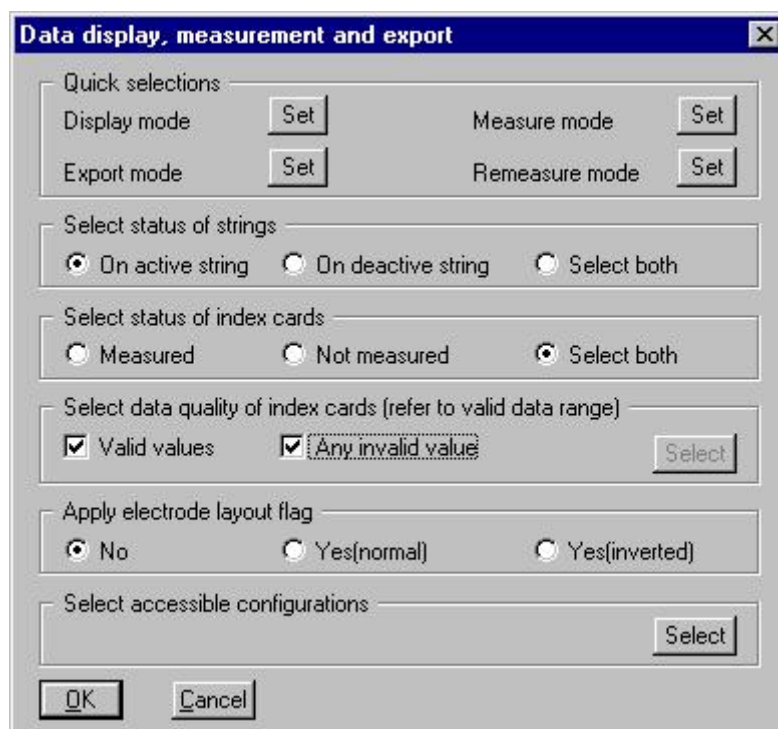 Data display, measurement and export
Quick selections
Display mode Set Measure mode Set
Export mode Set Remeasure mode Set
Select status of strings
On active string On deactive string Select both
Select status of index cards
Measured Not measured Select both
Select data quality of index cards (refer to valid data range)
Valid values Any invalid value Select
Apply electrode layout flag
No Yes(normal) Yes(inverted)
Select accessible configurations
Select
OK Cancel